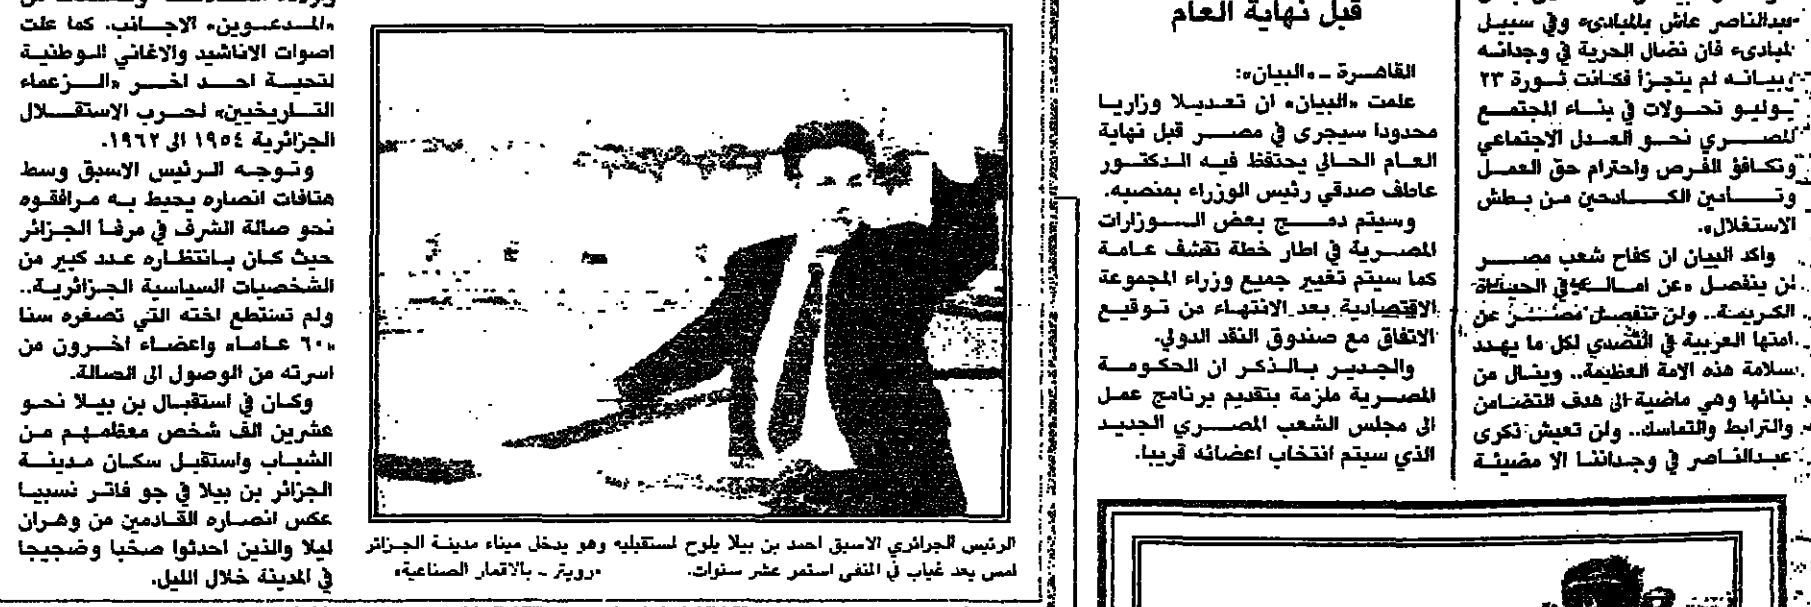 عبدالناصر عاش بالمبادىء وفي سبيل
المبادىء فان نضال الحرية في وجدانه
وبيانه لم يتجزأ فكانت ثورة ٢٣
يوليو تحولات في بناء المجتمع
المصري نحو العدل الاجتماعي
وتكافؤ الفرص واحترام حق العمل
وتأمين الكادحين من بطش
الاستغلال».
واكد البيان ان كفاح شعب مصر
لن ينفصل «عن اماله في الحياة
الكريمة.. ولن تنفصل مصر عن
امتها العربية في التصدي لكل ما يهدد
سلامة هذه الامة العظيمة.. وينال من
بنائها وهي ماضية الى هدف التضامن
والترابط والتماسك.. ولن تعيش ذكرى
عبدالناصر في وجداننا الا مضيئة
قبل نهاية العام
القاهرة ـ «البيان»:
علمت «البيان» ان تعديلا وزاريا
محدودا سيجرى في مصر قبل نهاية
العام الحالي يحتفظ فيه الدكتور
عاطف صدقي رئيس الوزراء بمنصبه.
وسيتم دمج بعض الوزارات
المصرية في اطار خطة تقشف عامة
كما سيتم تغيير جميع وزراء المجموعة
الاقتصادية بعد الانتهاء من توقيع
الاتفاق مع صندوق النقد الدولي.
والجدير بالذكر ان الحكومة
المصرية ملزمة بتقديم برنامج عمل
الى مجلس الشعب المصري الجديد
الذي سيتم انتخاب اعضائه قريبا.
الرئيس الجزائري الاسبق احمد بن بيلا يلوح لمستقبليه وهو يدخل ميناء مدينة الجزائر
امس بعد غياب في المنفى استمر عشر سنوات. «رويتر ـ بالاقمار الصناعية»
«المدعوين» الاجانب. كما علت
اصوات الاناشيد والاغاني الوطنية
لتحية احد اخر «الزعماء
التاريخيين» لحرب الاستقلال
الجزائرية ١٩٥٤ الى ١٩٦٢.
وتوجه الرئيس الاسبق وسط
هتافات انصاره يحيط به مرافقوه
نحو صالة الشرف في مرفأ الجزائر
حيث كان بانتظاره عدد كبير من
الشخصيات السياسية الجزائرية..
ولم تستطع اخته التي تصغره سنا
«٦٠ عاما» واعضاء اخرون من
اسرته من الوصول الى الصالة.
وكان في استقبال بن بيلا نحو
عشرين الف شخص معظمهم من
الشباب واستقبل سكان مدينة
الجزائر بن بيلا في جو فاتر نسبيا
عكس انصاره القادمين من وهران
ليلا والذين احدثوا صخبا وضجيجا
في المدينة خلال الليل.